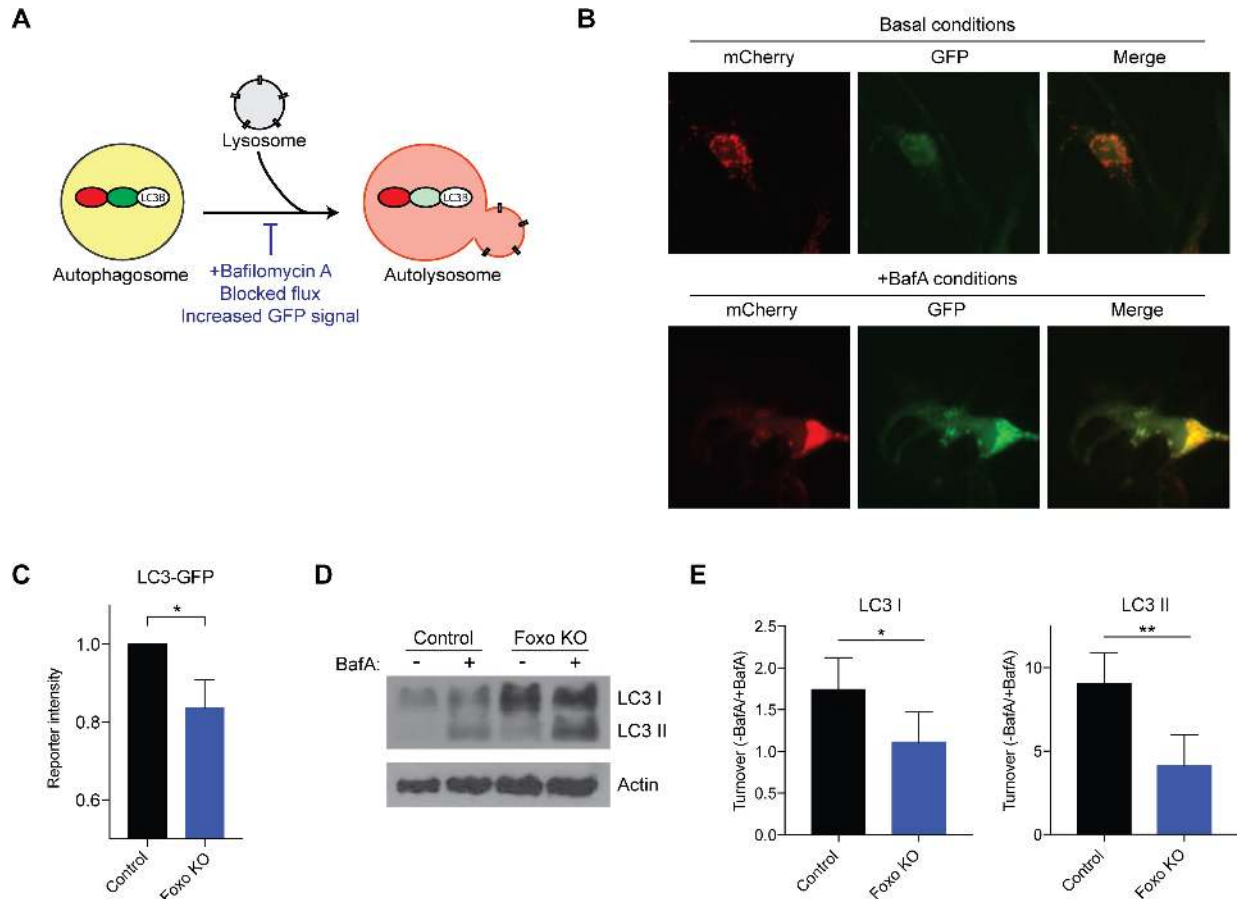 A
Lysosome
LC3B
LC3B
Autophagosome
Autolysosome
+Bafilomycin A
Blocked flux
Increased GFP signal
B
Basal conditions
mCherry GFP Merge
+BafA conditions
mCherry GFP Merge
C
LC3-GFP
*
Reporter intensity
1.0
0.8
0.6
Control
Foxo KO
D
Control Foxo KO
BafA: - + - +
LC3 I
LC3 II
Actin
E
LC3 I
*
Turnover (-BafA/+BafA)
2.5
2.0
1.5
1.0
0.5
0.0
Control
Foxo KO
LC3 II
**
Turnover (-BafA/+BafA)
10
5
0
Control
Foxo KO